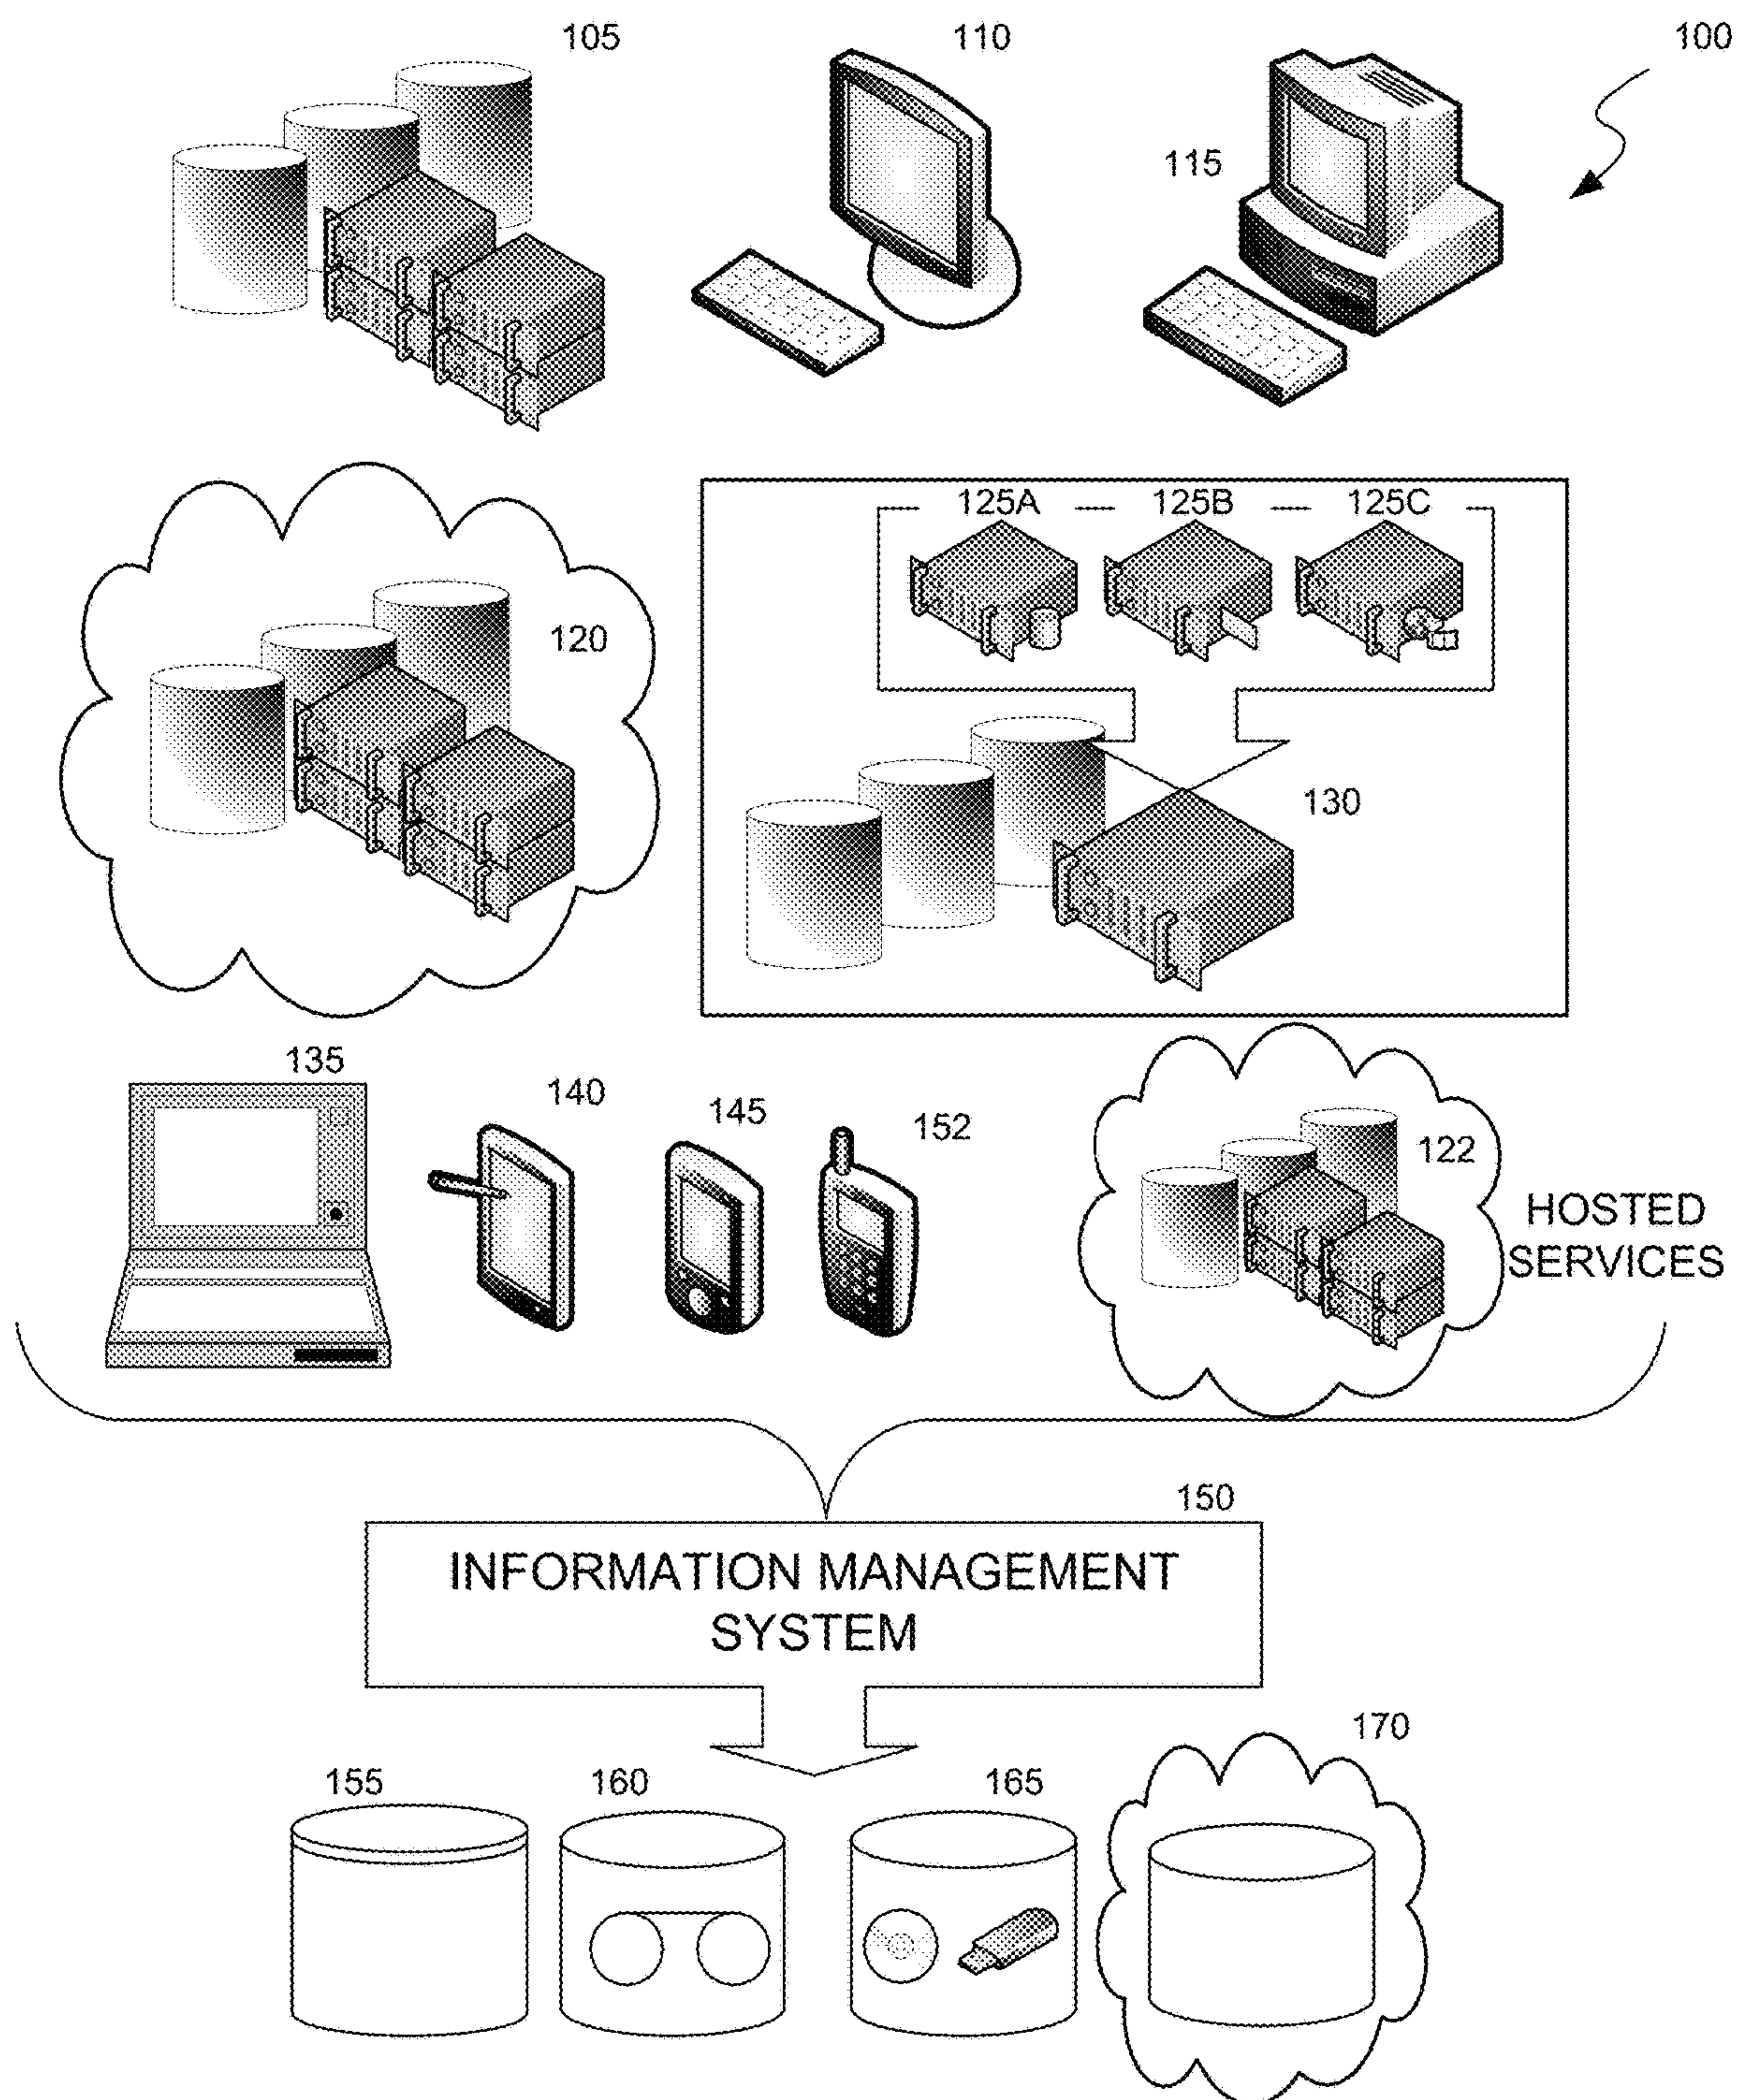 105
110
100
115
125A
125B
125C
120
130
135
140
145
152
122
HOSTED
SERVICES
150
INFORMATION MANAGEMENT
SYSTEM
170
155
160
165